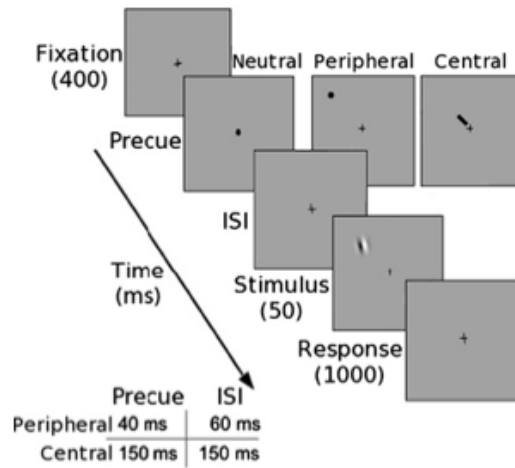 Fixation
(400)
Neutral Peripheral Central
Precue
ISI
Time
(ms)
Stimulus
(50)
Response
(1000)
Precue ISI
Peripheral 40 ms 60 ms
Central 150 ms 150 ms